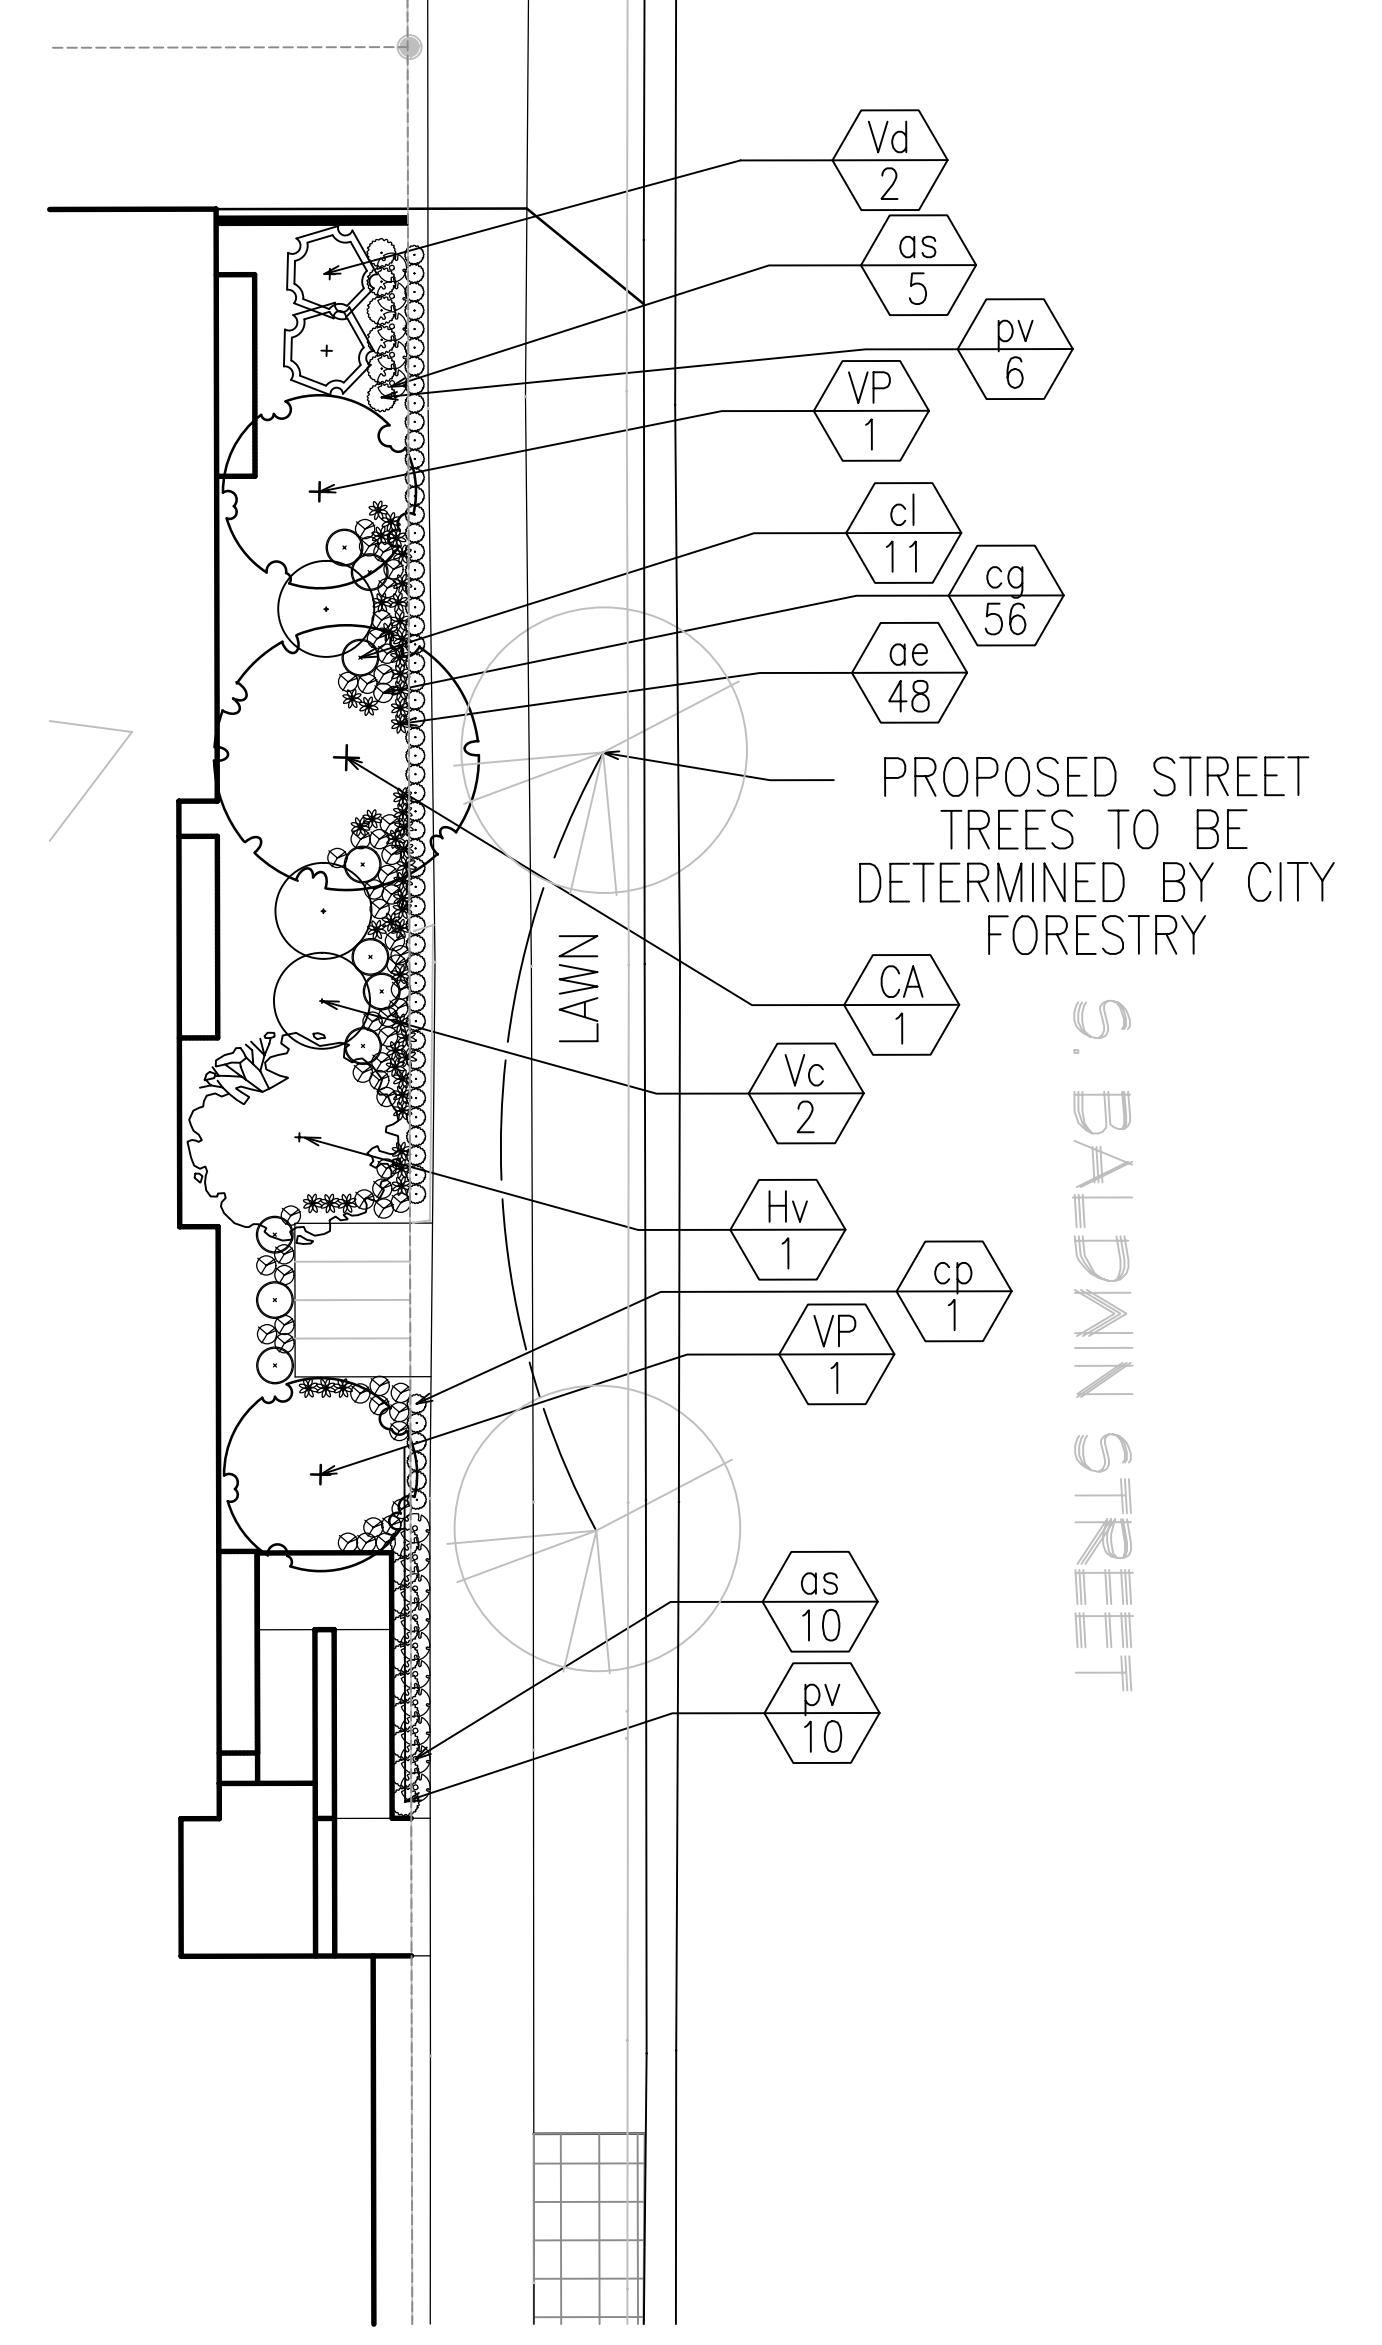 Vd
2
as
5
pv
6
VP
1
cl
11
cg
56
ae
48
PROPOSED STREET
TREES TO BE
DETERMINED BY CITY
FORESTRY
LAWN
CA
1
S. BALDWIN STREET
Vc
2
Hv
1
cp
1
VP
1
as
10
pv
10